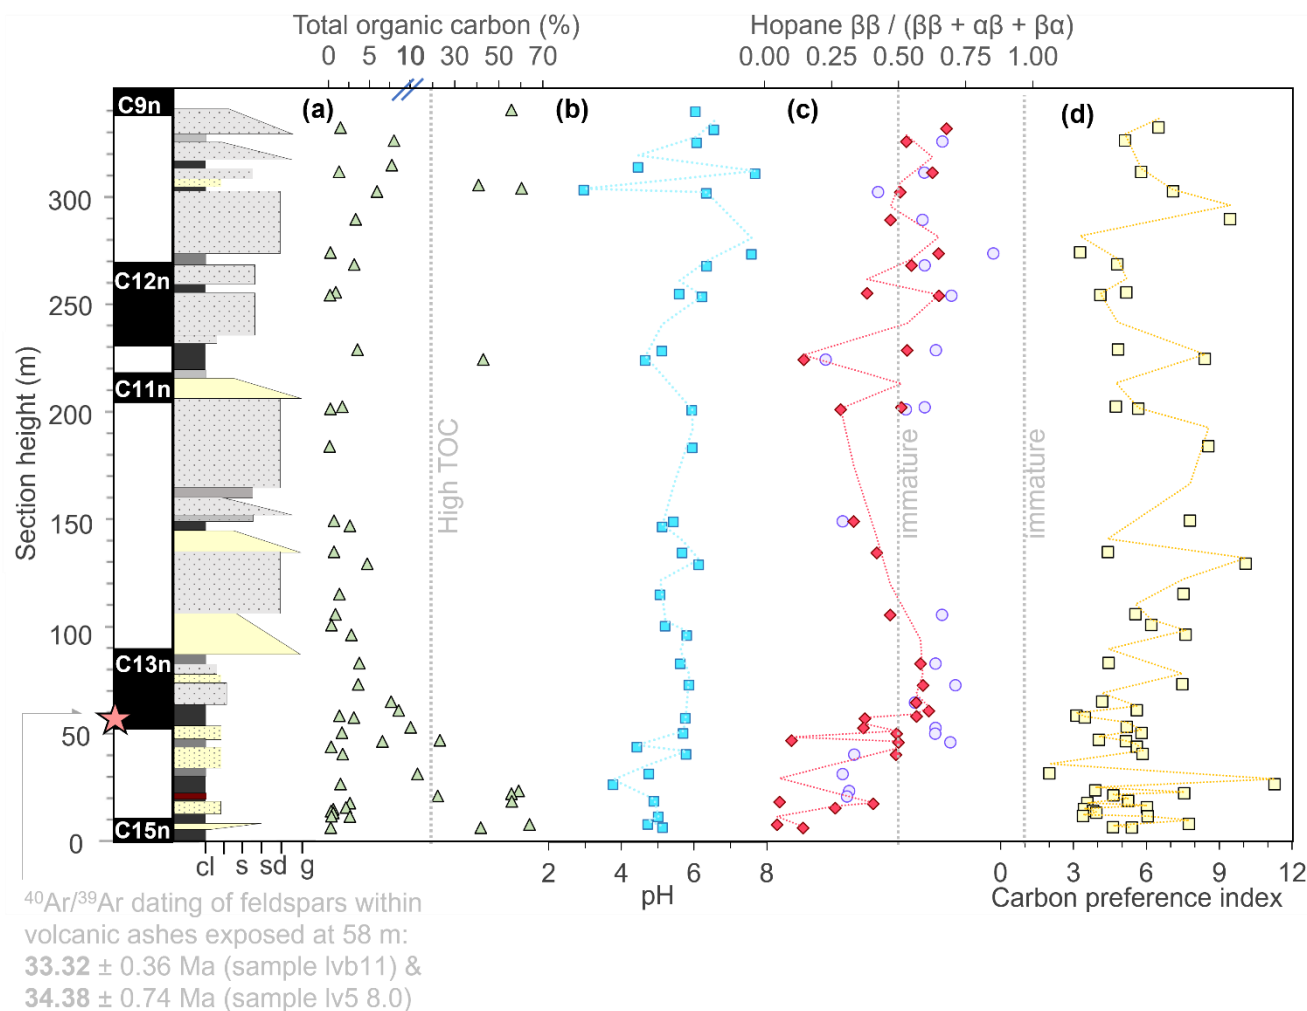 Total organic carbon (%)
Hopane ββ / (ββ + αβ + βα)
0 5 10 30 50 70
0.00 0.25 0.50 0.75 1.00
(a) (b) (c) (d)
C9n
C12n
C11n
C13n
C15n
Section height (m)
300
250
200
150
100
50
0
High TOC
immature
immature
cl s sd g
2 4 6 8
pH
0 3 6 9 12
Carbon preference index
40Ar/39Ar dating of feldspars within
volcanic ashes exposed at 58 m:
33.32 ± 0.36 Ma (sample lvb11) &
34.38 ± 0.74 Ma (sample lv5 8.0)